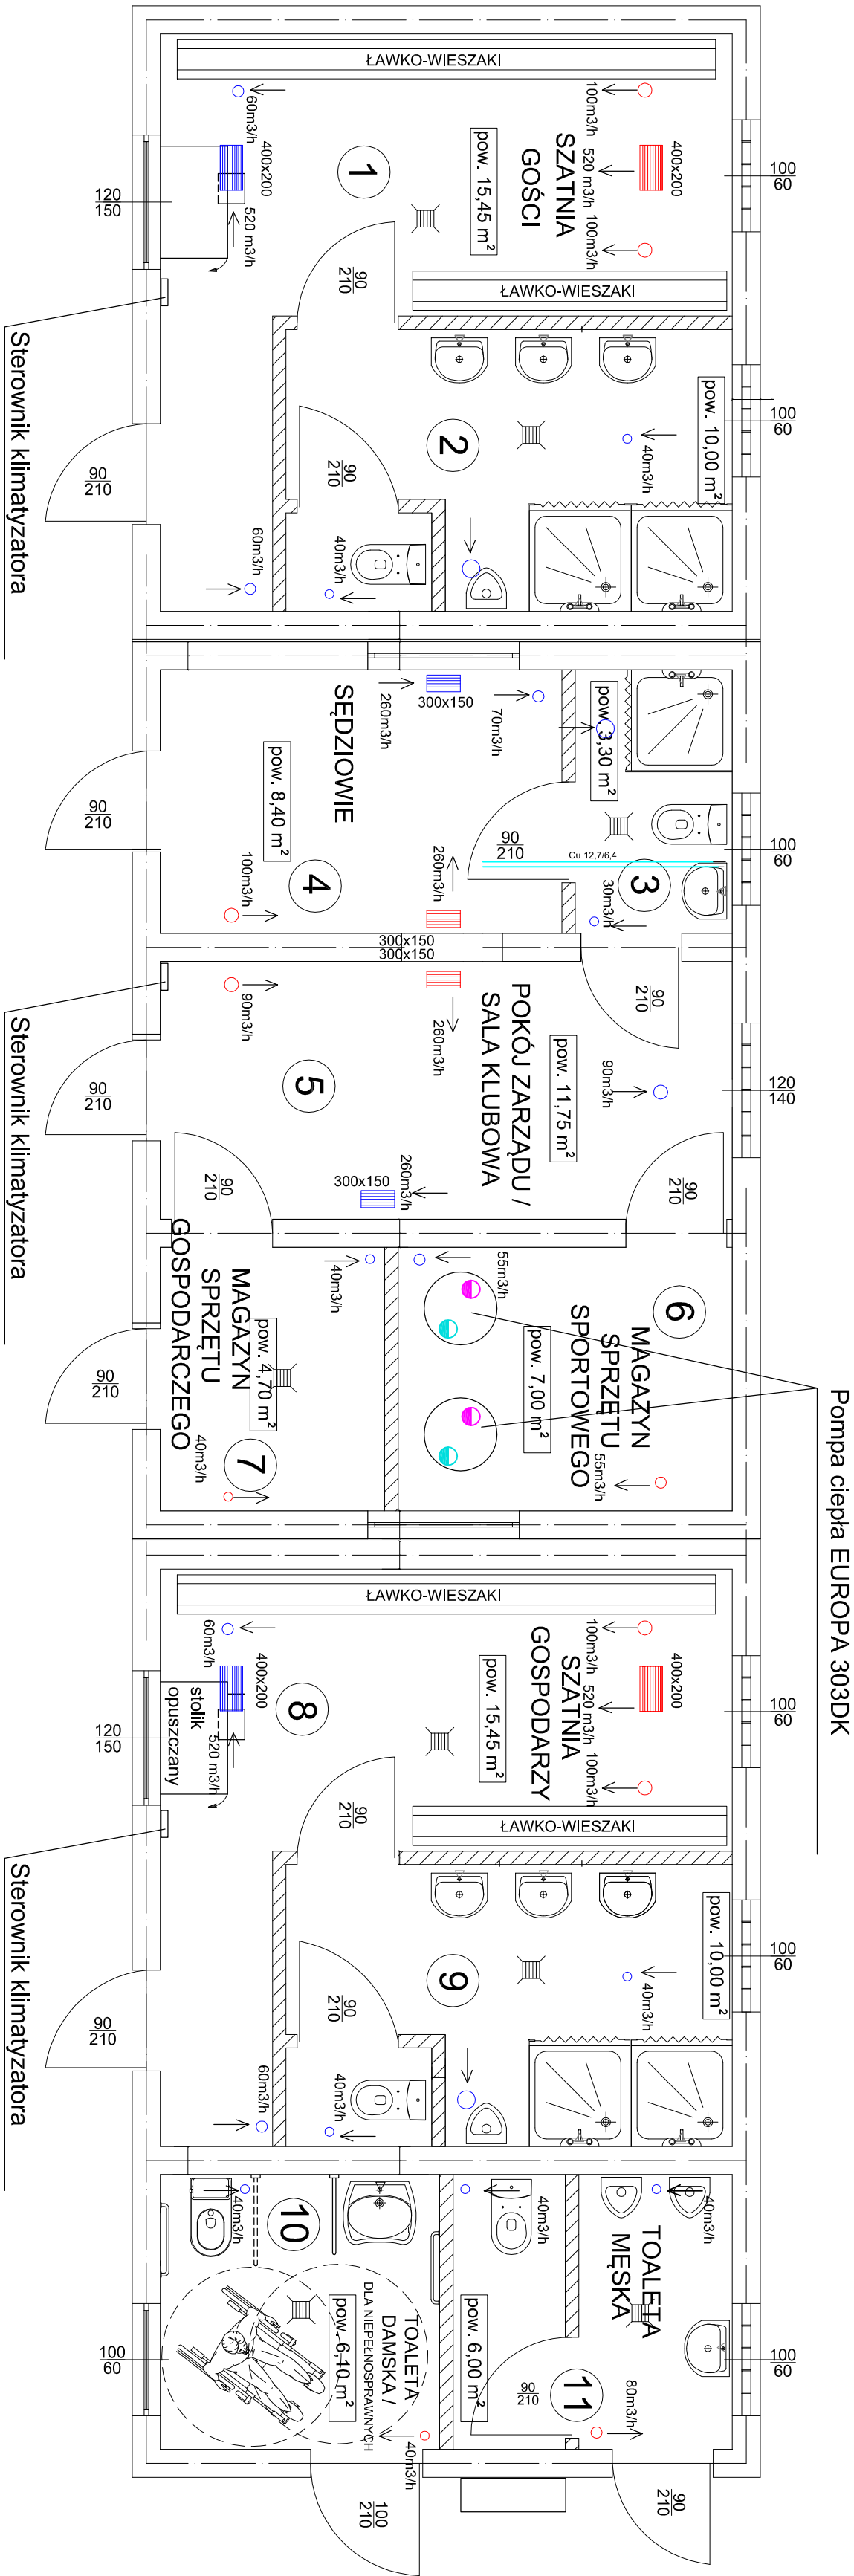 ŁAWKO-WIESZAKI
60m3/h
100m3/h
400x200
520 m3/h
120
150
1
pow. 15,45 m²
SZATNIA
GOŚCI
520 m3/h
400x200
100m3/h
100
60
90
210
ŁAWKO-WIESZAKI
Sterownik klimatyzatora
2
pow. 10,00 m²
100
60
40m3/h
90
210
90
210
60m3/h
40m3/h
SĘDZIOWIE
260m3/h
300x150
70m3/h
pow. 3,30 m²
pow. 8,40 m²
90
210
90
210
Cu 12,7/6,4
100
60
100m3/h
4
260m3/h
3
30m3/h
300x150
300x150
Sterownik klimatyzatora
90m3/h
260m3/h
POKÓJ ZARZĄDU /
SALA KLUBOWA
pow. 11,75 m²
90
210
5
90m3/h
120
140
90
210
90
210
300x150
260m3/h
90
210
MAGAZYN
SPRZĘTU
GOSPODARCZEGO
pow. 4,70 m²
40m3/h
55m3/h
6
MAGAZYN
SPRZĘTU
SPORTOWEGO
pow. 7,00 m²
90
210
40m3/h
7
55m3/h
Pompa ciepła EUROPA 303DK
ŁAWKO-WIESZAKI
60m3/h
400x200
100m3/h
400x200
stolik
opuszczany
520 m3/h
120
150
8
pow. 15,45 m²
SZATNIA
GOSPODARZY
520 m3/h
100m3/h
100
60
90
210
ŁAWKO-WIESZAKI
Sterownik klimatyzatora
9
pow. 10,00 m²
100
60
40m3/h
90
210
90
210
60m3/h
40m3/h
40m3/h
10
40m3/h
40m3/h
TOALETA
MĘSKA
TOALETA
DAMSKA /
DLA NIEPEŁNOSPRAWNYCH
pow. 6,10 m²
pow. 6,00 m²
100
60
100
60
90
210
11
80m3/h
40m3/h
100
210
90
210